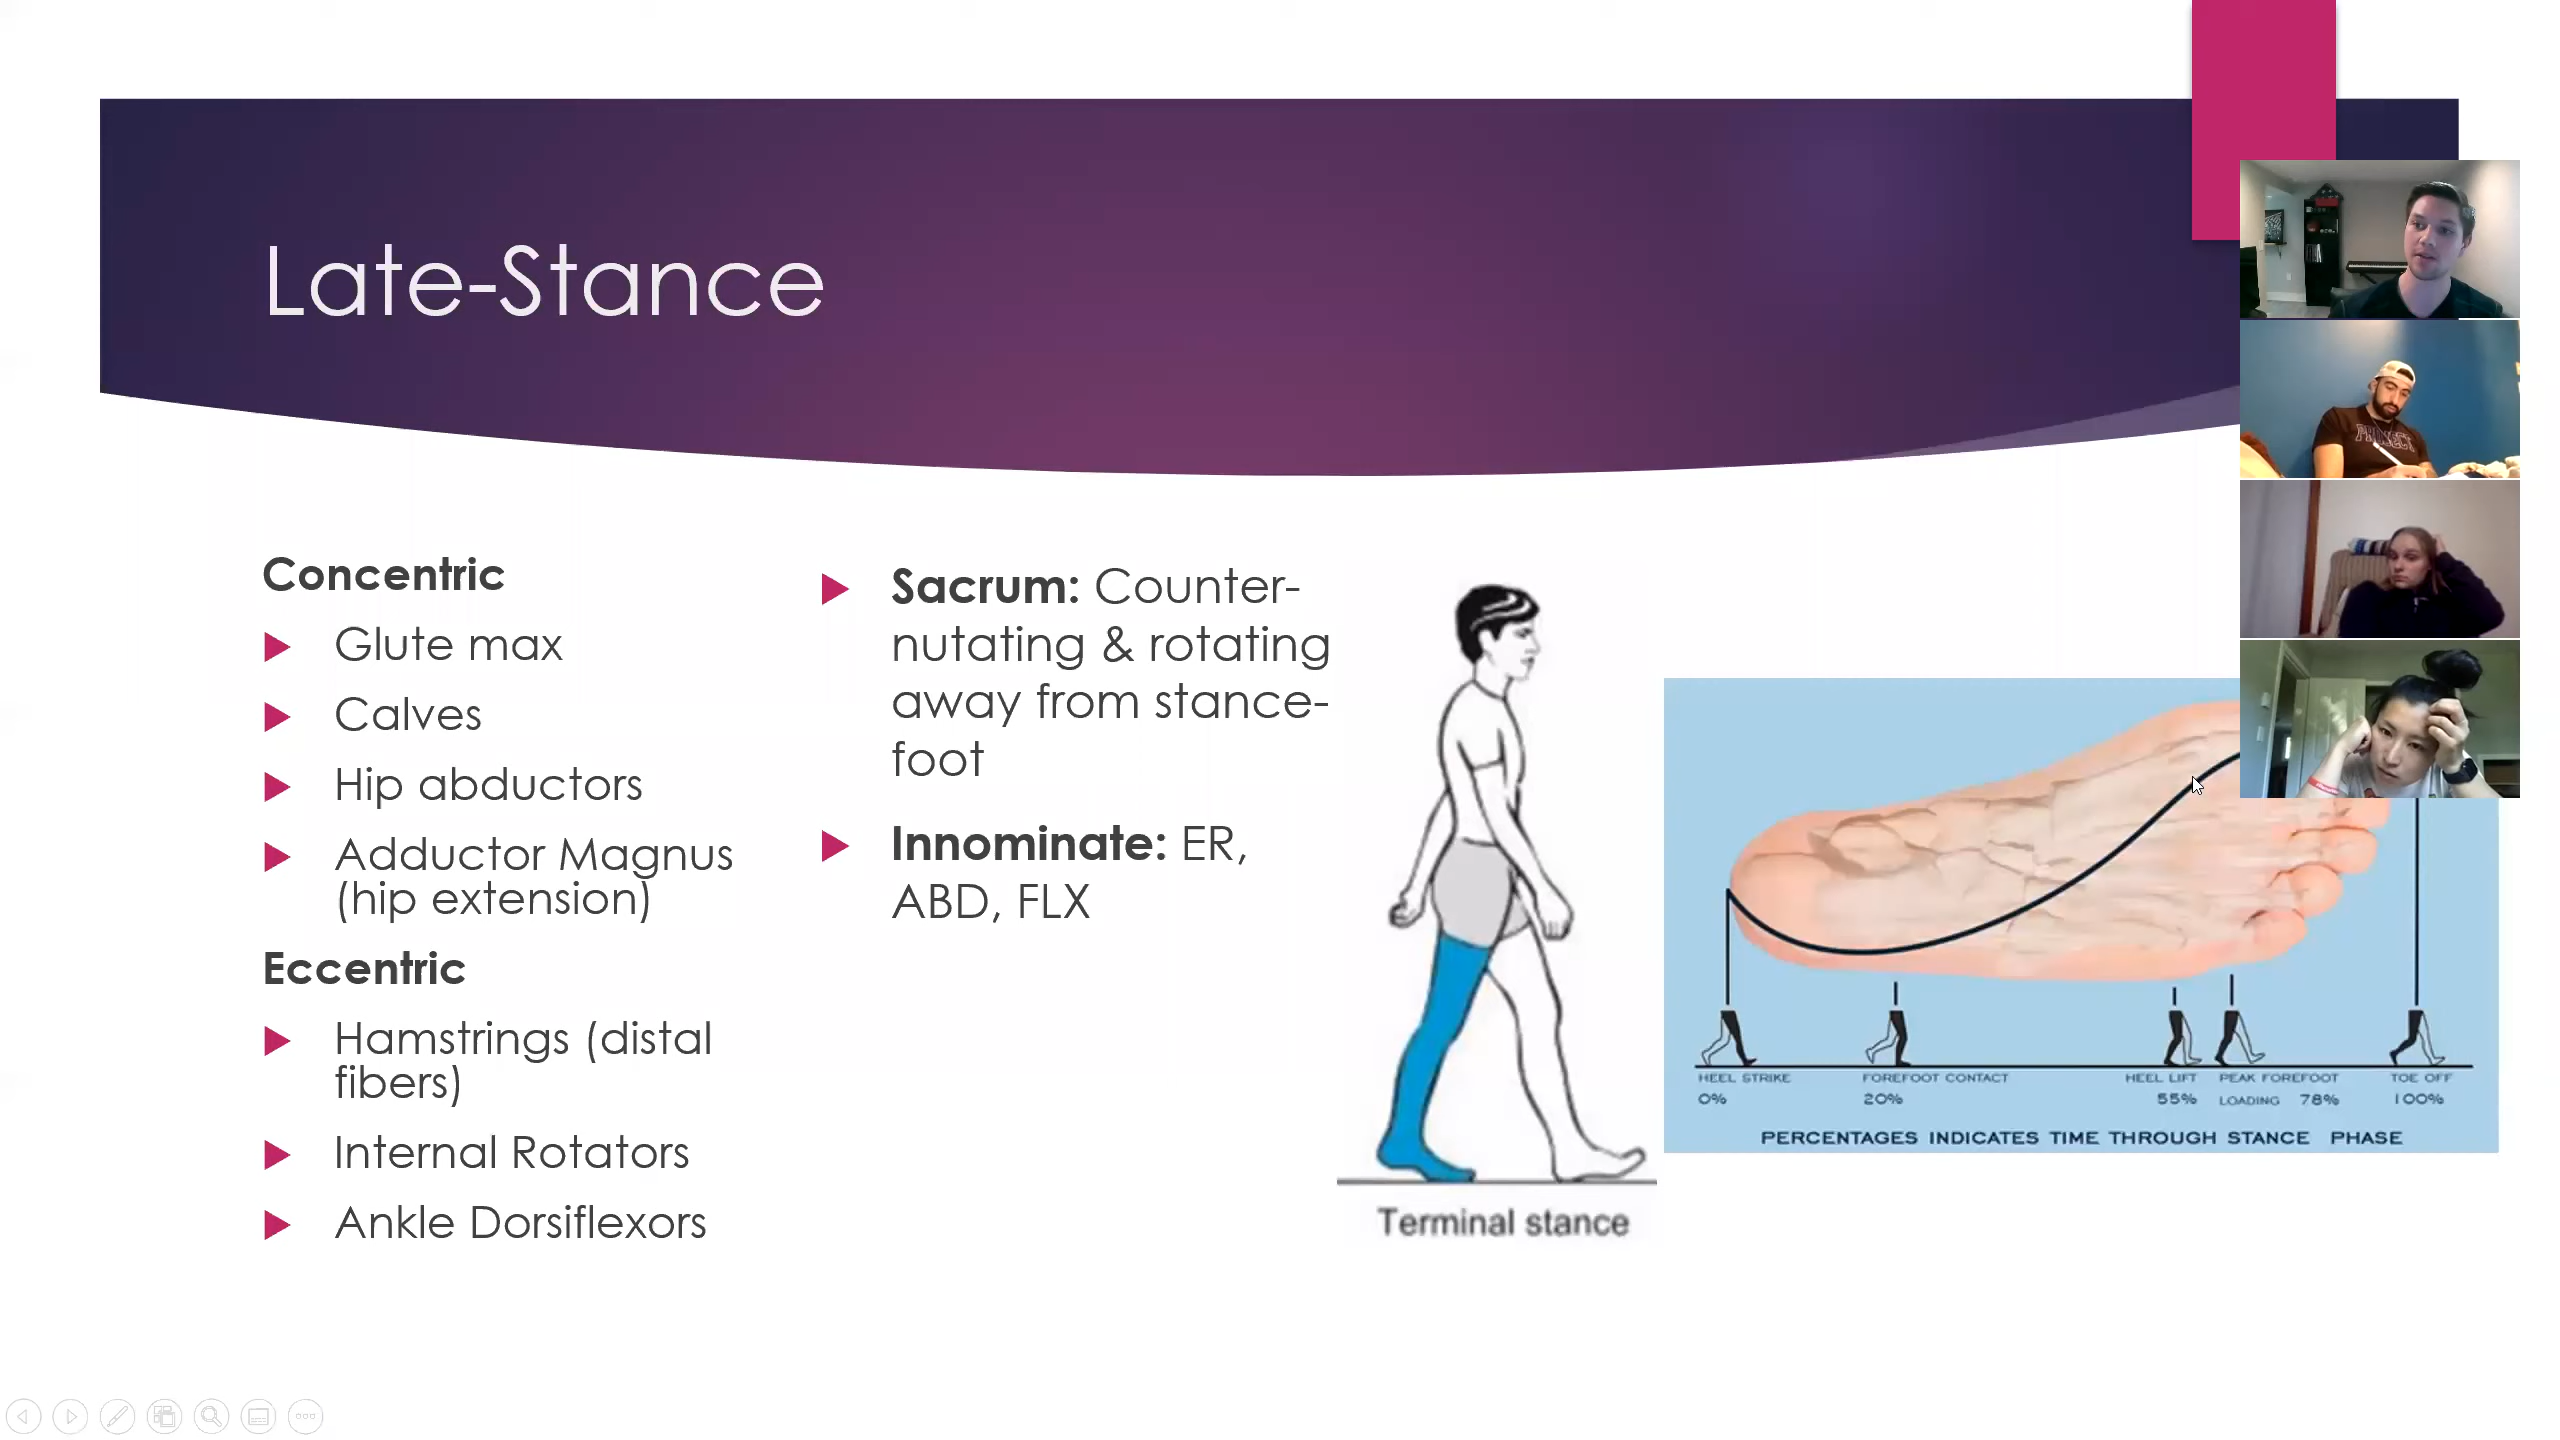 Late-Stance
Concentric
Glute max
Calves
Hip abductors
Adductor Magnus
(hip extension)
Eccentric
Hamstrings (distal
fibers)
Internal Rotators
Ankle Dorsiflexors
Sacrum: Counter-
nutating & rotating
away from stance-
foot
Innominate: ER,
ABD, FLX
Terminal stance
HEEL STRIKE
0%
FOREFOOT CONTACT
20%
HEEL LIFT
55%
PEAK FOREFOOT
LOADING 78%
TOE OFF
100%
PERCENTAGES INDICATES TIME THROUGH STANCE PHASE
PROJECT